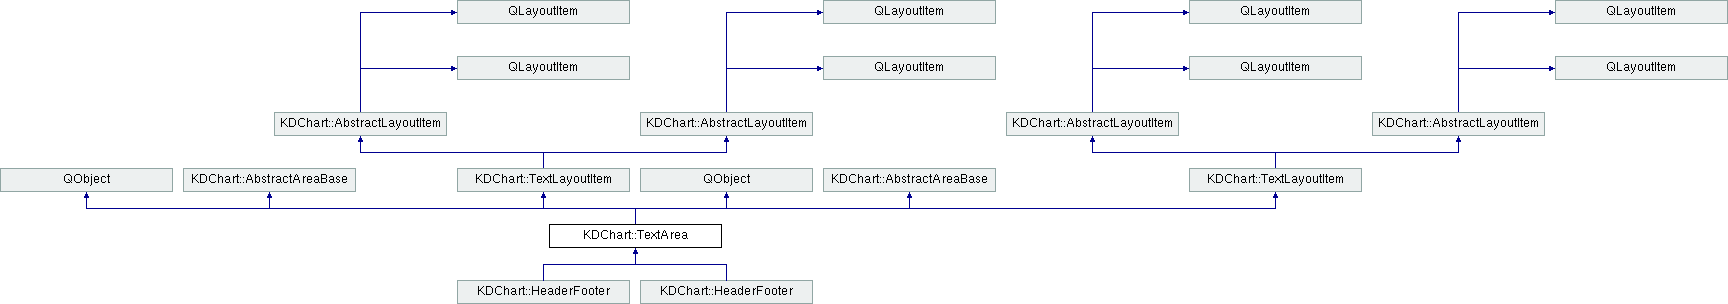 QLayoutItem QLayoutItem QLayoutItem QLayoutItem
QLayoutItem QLayoutItem QLayoutItem QLayoutItem
KDChart::AbstractLayoutItem KDChart::AbstractLayoutItem KDChart::AbstractLayoutItem KDChart::AbstractLayoutItem
QObject KDChart::AbstractAreaBase KDChart::TextLayoutItem QObject KDChart::AbstractAreaBase KDChart::TextLayoutItem
KDChart::TextArea
KDChart::HeaderFooter KDChart::HeaderFooter